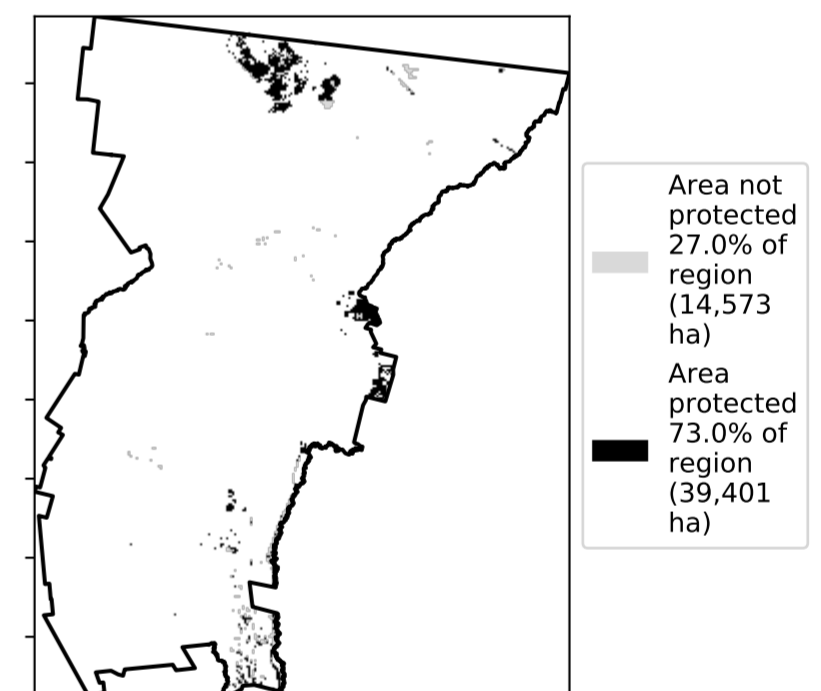 Area not
protected
27.0% of
region
(14,573
ha)
Area
protected
73.0% of
region
(39,401
ha)